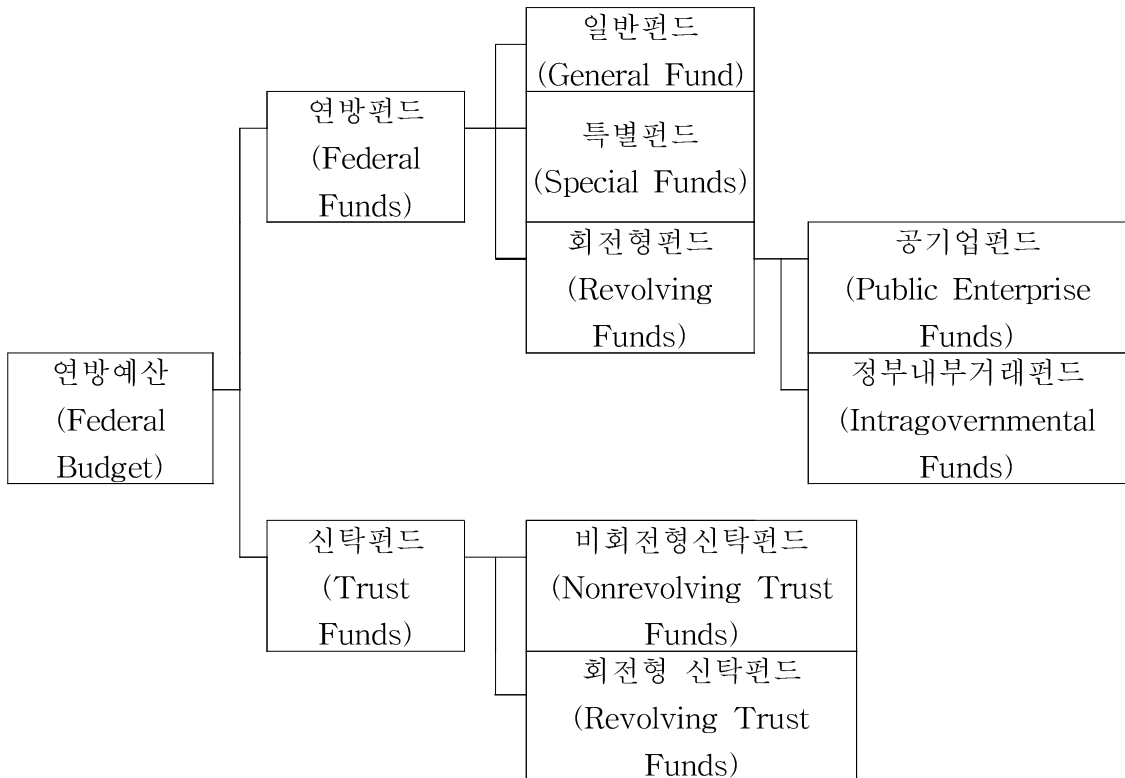 일반펀드
(General Fund)
연방펀드
(Federal
Funds)
특별펀드
(Special Funds)
회전형펀드
(Revolving
Funds)
공기업펀드
(Public Enterprise
Funds)
연방예산
(Federal
Budget)
정부내부거래펀드
(Intragovernmental
Funds)
신탁펀드
(Trust
Funds)
비회전형신탁펀드
(Nonrevolving Trust
Funds)
회전형 신탁펀드
(Revolving Trust
Funds)